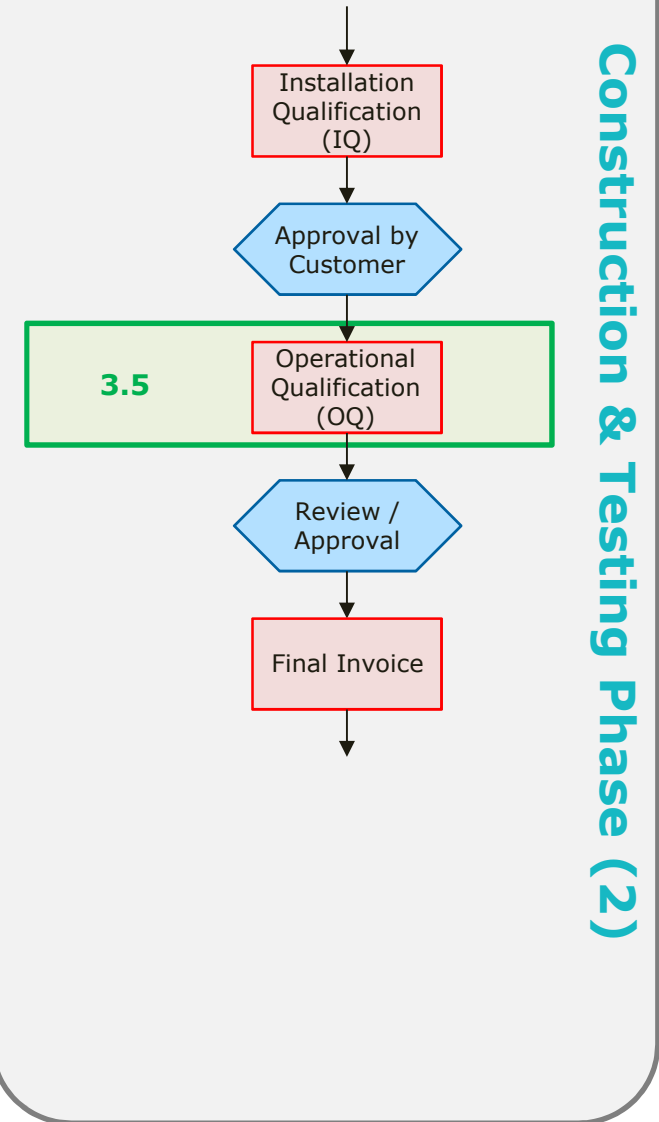 Installation
Qualification
(IQ)
Approval by
Customer
3.5
Operational
Qualification
(OQ)
Review /
Approval
Final Invoice
Construction & Testing Phase (2)